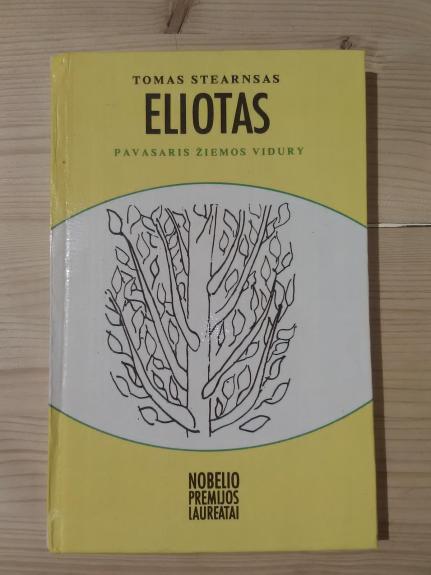 TOMAS STEARNSAS
ELIOTAS
PAVASARIS ŽIEMOS VIDURY
NOBELIO
PREMIJOS
LAUREATAI